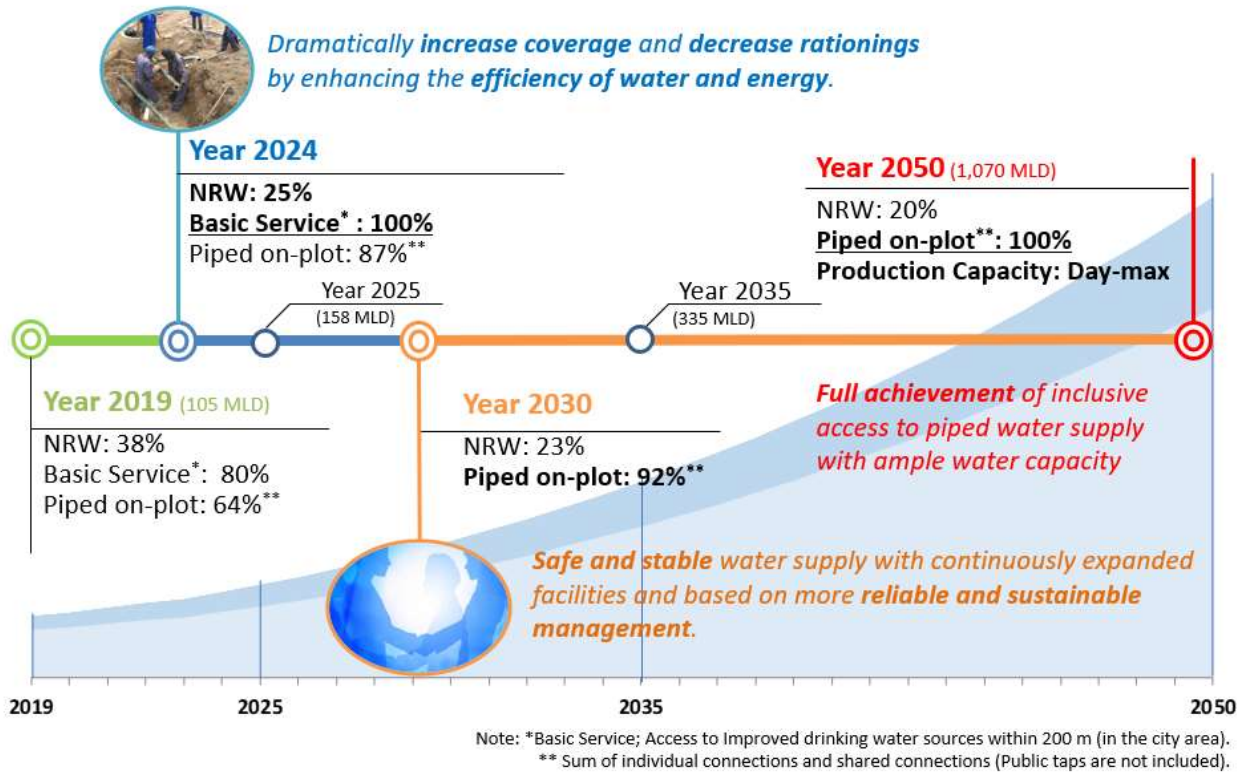 Dramatically increase coverage and decrease rationings
by enhancing the efficiency of water and energy.
Year 2024
NRW: 25%
Basic Service* : 100%
Piped on-plot: 87%**
Year 2050 (1,070 MLD)
NRW: 20%
Piped on-plot**: 100%
Production Capacity: Day-max
Year 2025
(158 MLD)
Year 2035
(335 MLD)
Year 2019 (105 MLD)
NRW: 38%
Basic Service*: 80%
Piped on-plot: 64%**
Year 2030
NRW: 23%
Piped on-plot: 92%**
Full achievement of inclusive
access to piped water supply
with ample water capacity
Safe and stable water supply with continuously expanded
facilities and based on more reliable and sustainable
management.
2019 2025 2035 2050
Note: *Basic Service; Access to Improved drinking water sources within 200 m (in the city area).
** Sum of individual connections and shared connections (Public taps are not included).